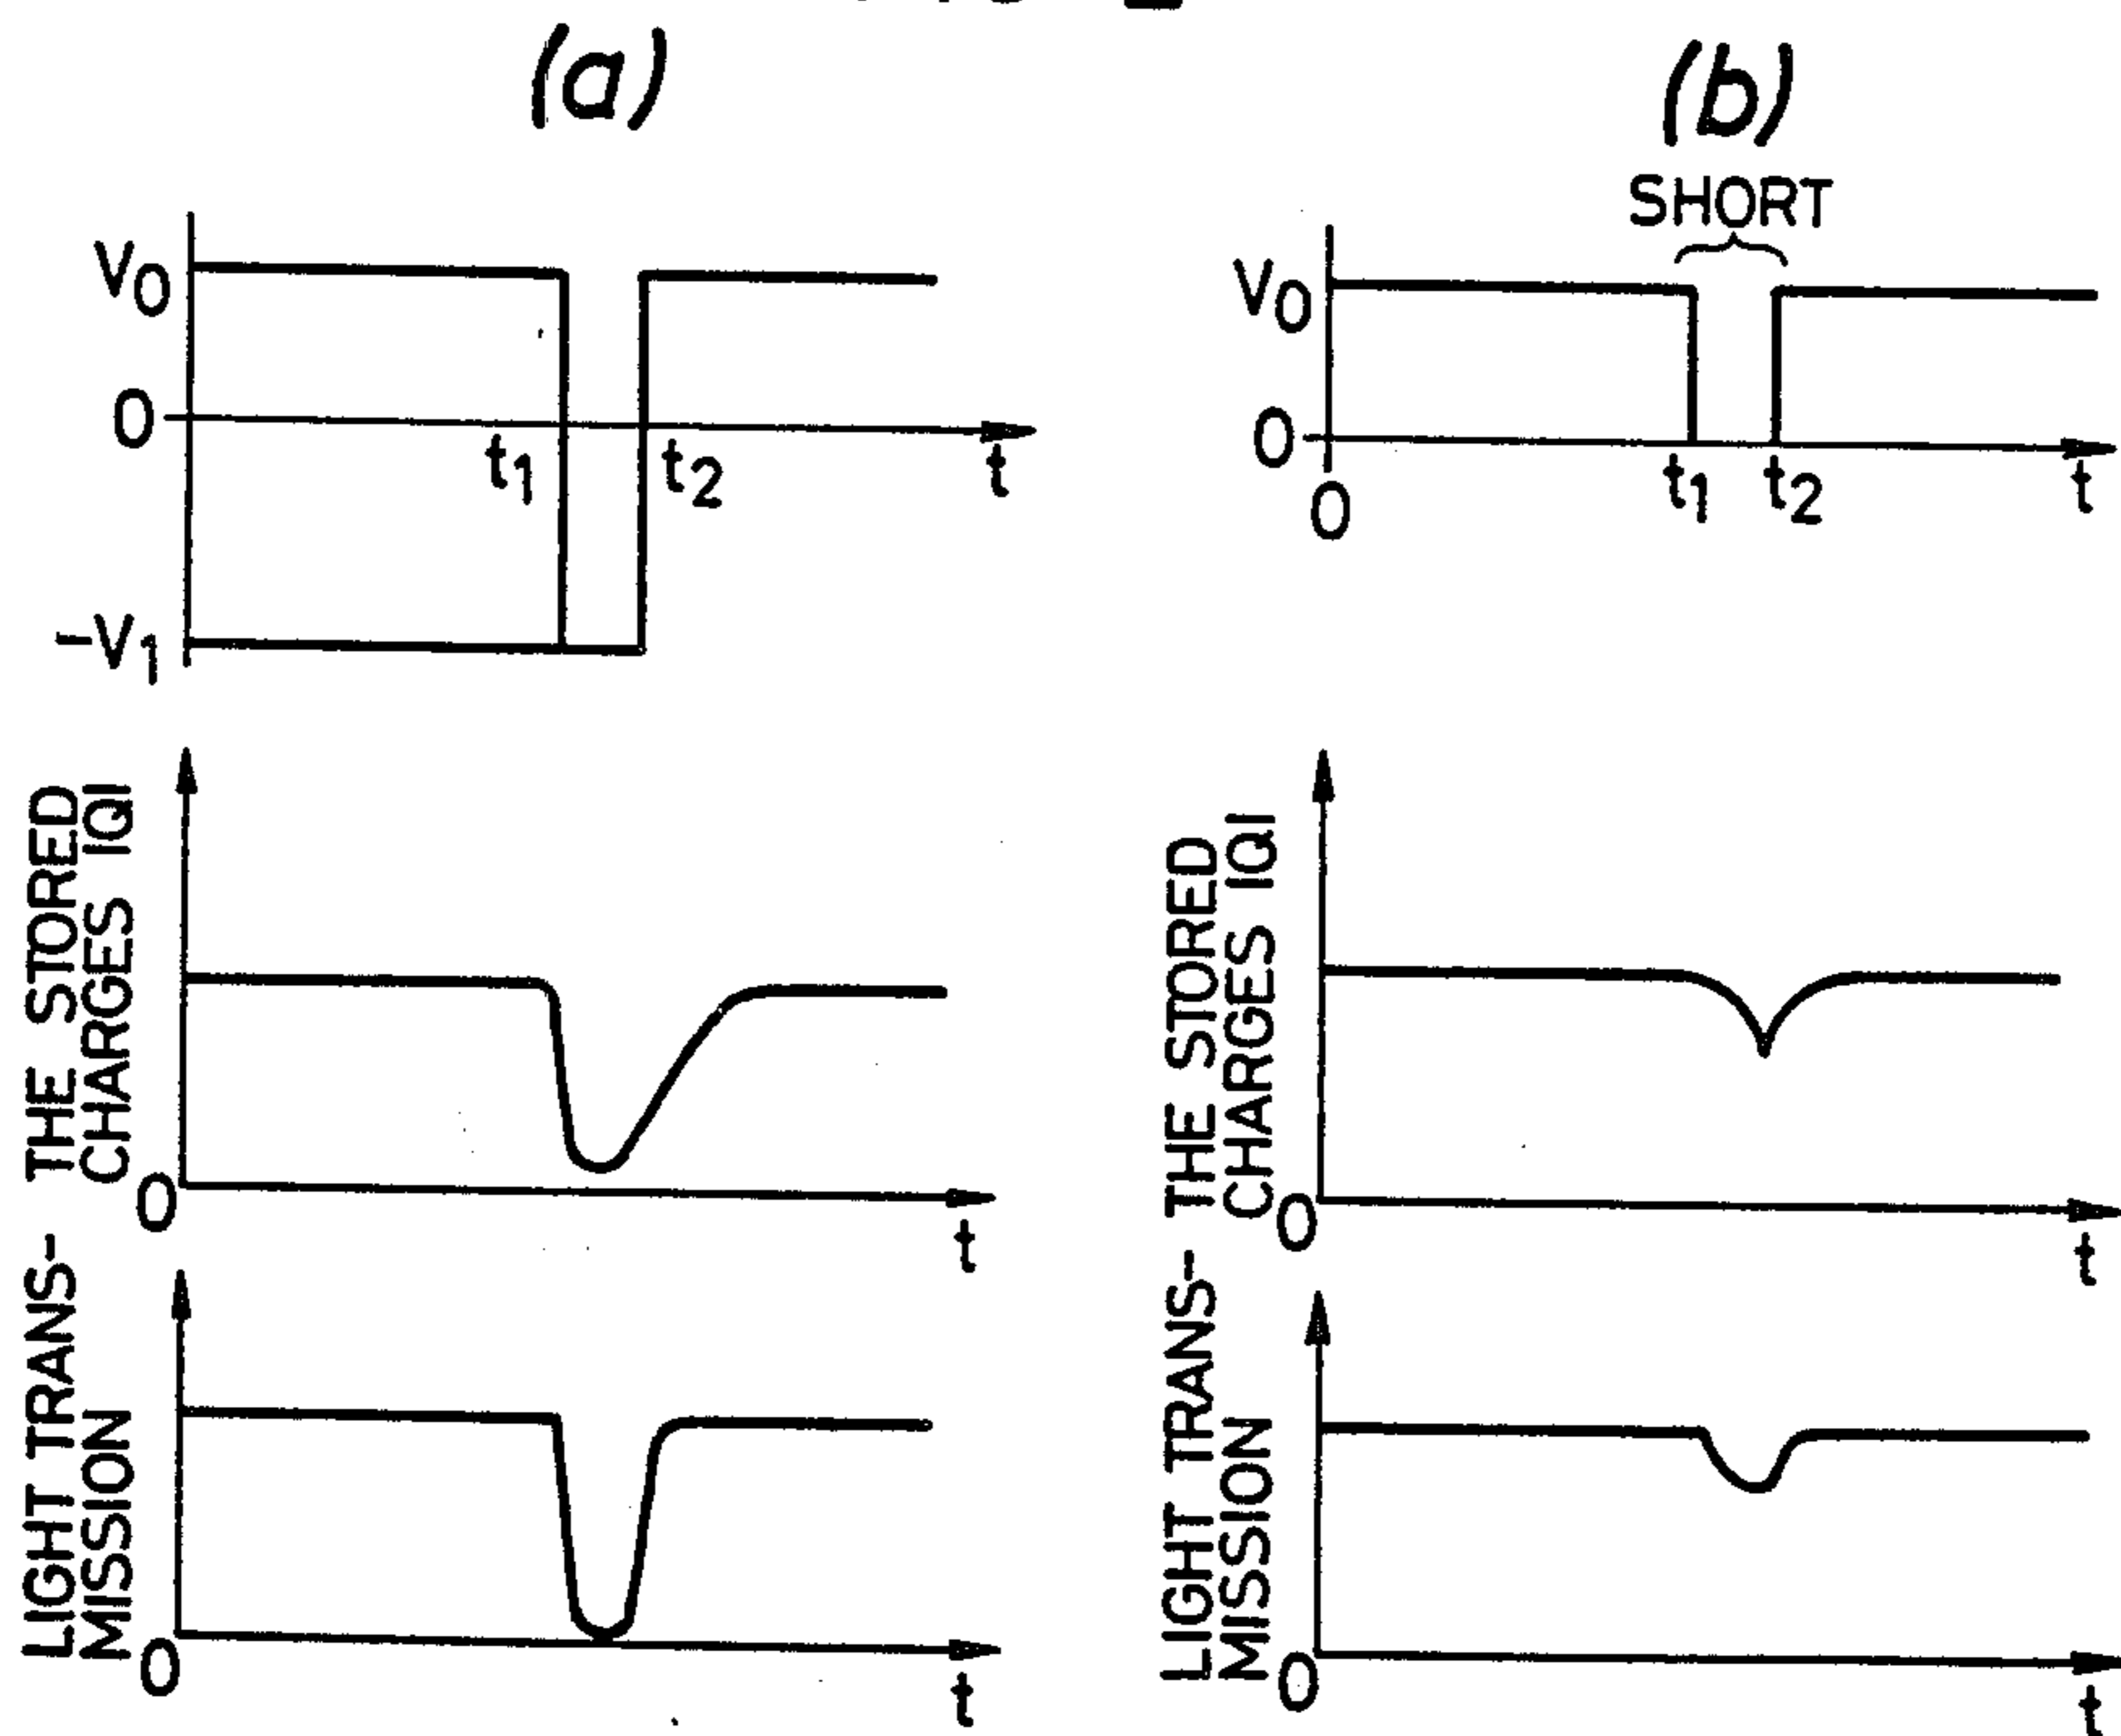 (a)
V0
0
t1
t2
t
-V1
THE STORED
CHARGES |Q|
0
t
LIGHT TRANS-
MISSION
0
t
(b)
SHORT
V0
0
0
t1
t2
t
THE STORED
CHARGES |Q|
0
t
LIGHT TRANS-
MISSION
0
t